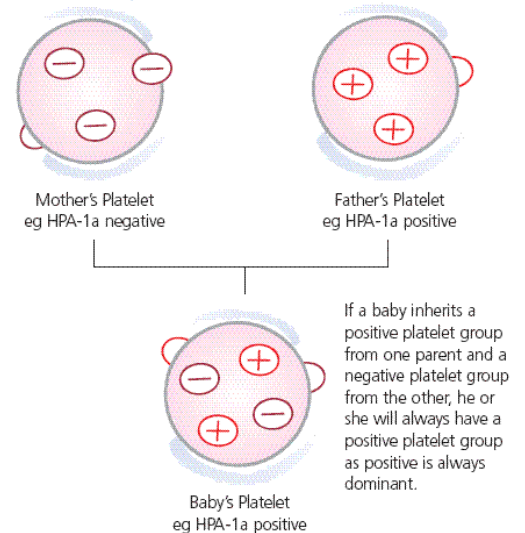 Mother's Platelet
eg HPA-1a negative
Father's Platelet
eg HPA-1a positive
If a baby inherits a
positive platelet group
from one parent and a
negative platelet group
from the other, he or
she will always have a
positive platelet group
as positive is always
dominant.
Baby's Platelet
eg HPA-1a positive